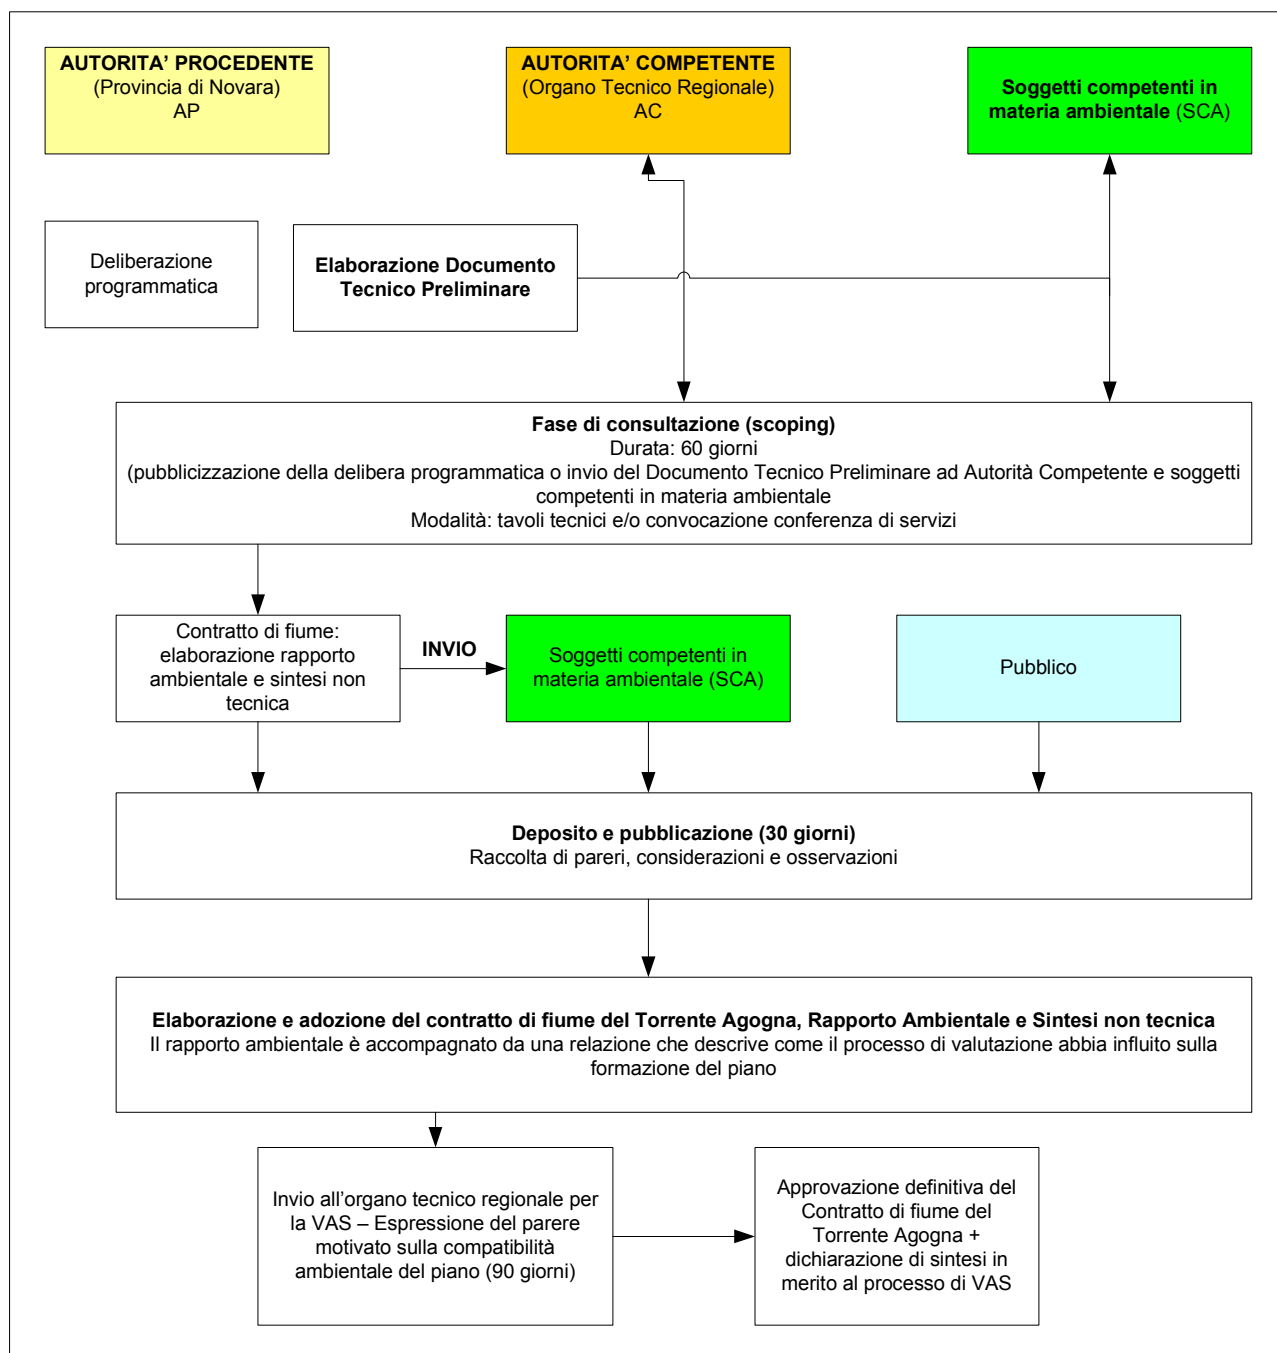 AUTORITA’ PROCEDENTE
(Provincia di Novara)
AP
AUTORITA’ COMPETENTE
(Organo Tecnico Regionale)
AC
Soggetti competenti in
materia ambientale (SCA)
Deliberazione
programmatica
Elaborazione Documento
Tecnico Preliminare
Fase di consultazione (scoping)
Durata: 60 giorni
(pubblicizzazione della delibera programmatica o invio del Documento Tecnico Preliminare ad Autorità Competente e soggetti
competenti in materia ambientale
Modalità: tavoli tecnici e/o convocazione conferenza di servizi
Contratto di fiume:
elaborazione rapporto
ambientale e sintesi non
tecnica
INVIO
Soggetti competenti in
materia ambientale (SCA)
Pubblico
Deposito e pubblicazione (30 giorni)
Raccolta di pareri, considerazioni e osservazioni
Elaborazione e adozione del contratto di fiume del Torrente Agogna, Rapporto Ambientale e Sintesi non tecnica
Il rapporto ambientale è accompagnato da una relazione che descrive come il processo di valutazione abbia influito sulla
formazione del piano
Invio all’organo tecnico regionale per
la VAS – Espressione del parere
motivato sulla compatibilità
ambientale del piano (90 giorni)
Approvazione definitiva del
Contratto di fiume del
Torrente Agogna +
dichiarazione di sintesi in
merito al processo di VAS